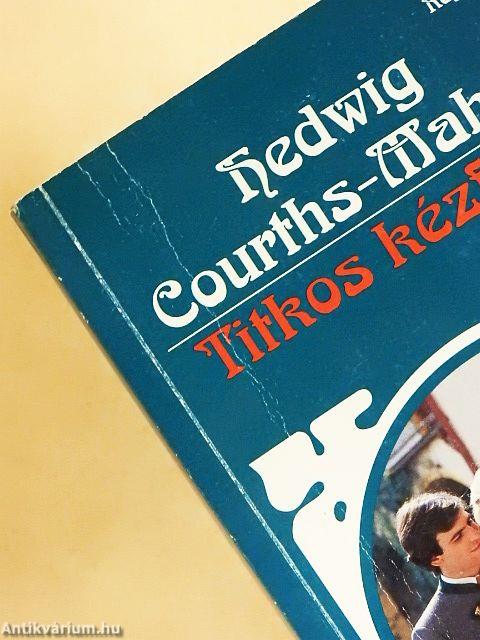 Hedwig
Courths-Mah
Titkos kéz
Antikvárium.hu